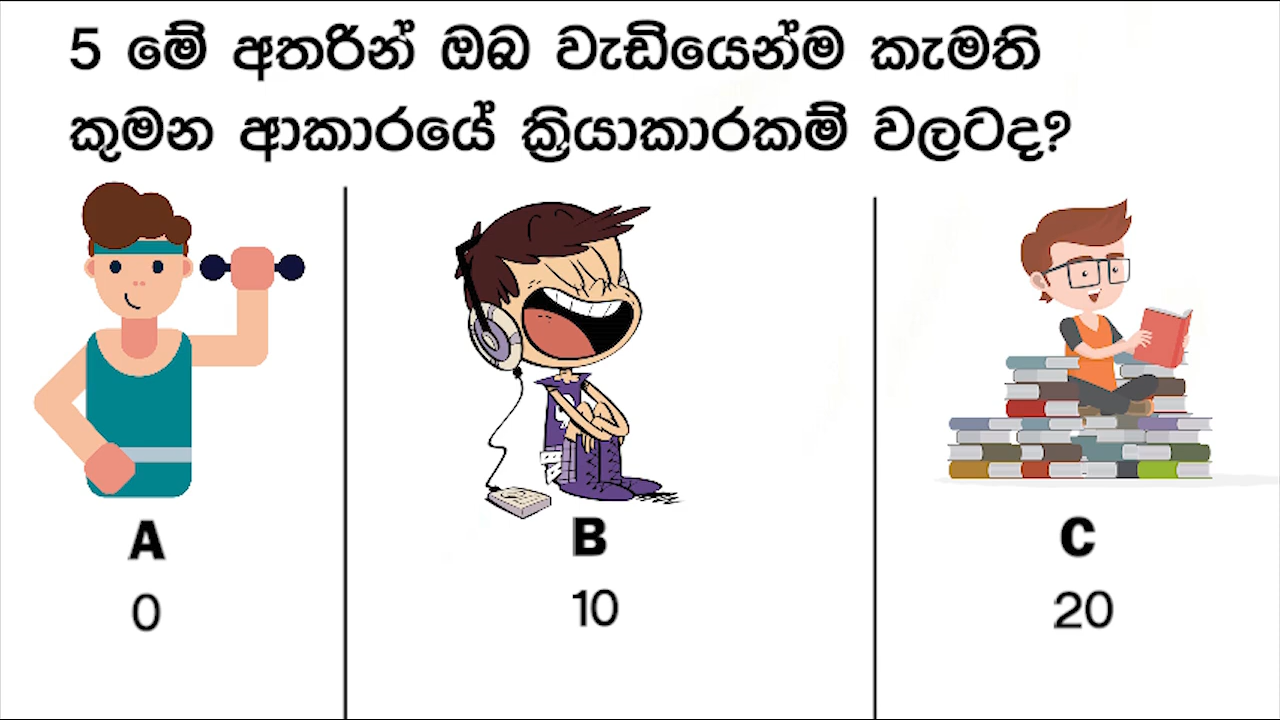 5 මේ අතරින් ඔබ වැඩියෙන්ම කැමති
කුමන ආකාරයේ ක්‍රියාකාරකම් වලටද?
A
0
B
10
C
20